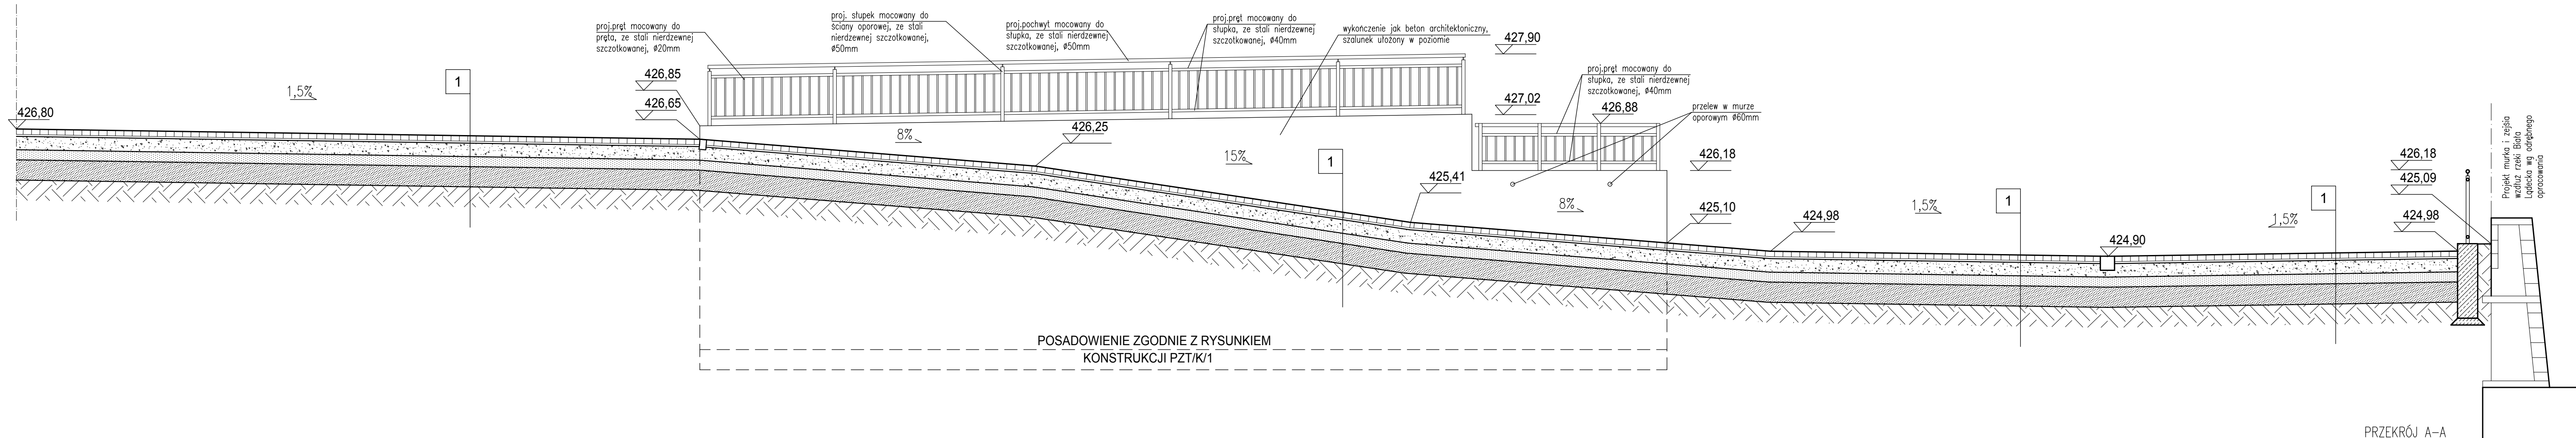 426,80
1,5%
1
proj.pręt mocowany do
pręta, ze stali nierdzewnej
szczotkowanej, ø20mm
426,85
426,65
proj. słupek mocowany do
ściany oporowej, ze stali
nierdzewnej szczotkowanej,
ø50mm
proj.pochwyt mocowany do
słupka, ze stali nierdzewnej
szczotkowanej, ø50mm
proj.pręt mocowany do
słupka, ze stali nierdzewnej
szczotkowanej, ø40mm
wykończenie jak beton architektoniczny,
szalunek ułożony w poziomie
427,90
427,02
proj.pręt mocowany do
słupka, ze stali nierdzewnej
szczotkowanej, ø40mm
426,88
przelew w murze
oporowym ø60mm
8%
426,25
15%
1
425,41
8%
426,18
425,10
424,98
1,5%
1
424,90
1,5%
1
426,18
425,09
424,98
Projekt murka i zejśia
wzdłuż rzeki Biała
Lądecka wg odrębnego
opracowania
POSADOWIENIE ZGODNIE Z RYSUNKIEM
KONSTRUKCJI PZT/K/1
PRZEKRÓJ A-A